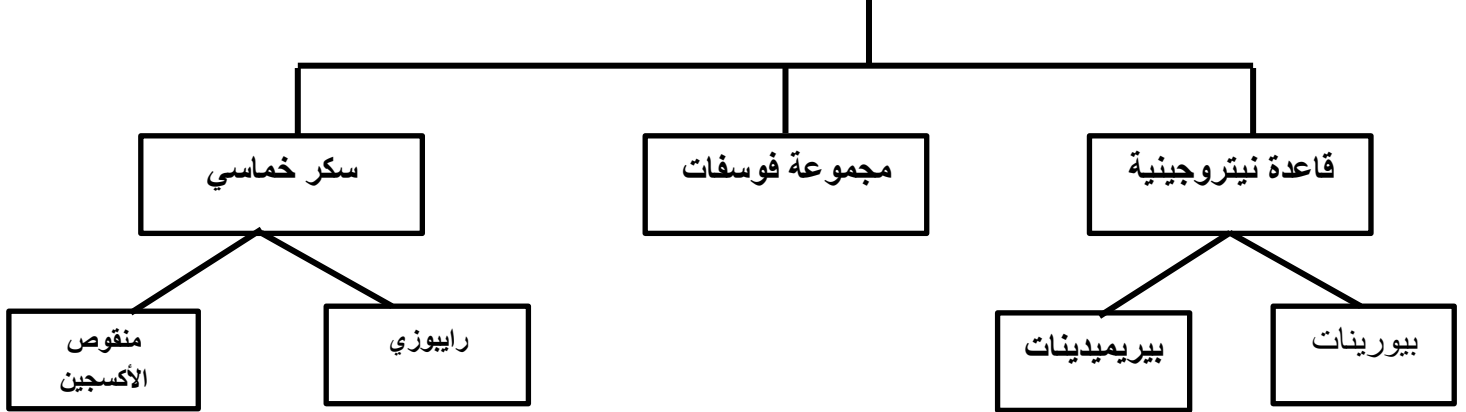 قاعدة نيتروجينية
مجموعة فوسفات
سكر خماسي
بيورينات
بيريميدينات
رايبوزي
منقوص
الأكسجين